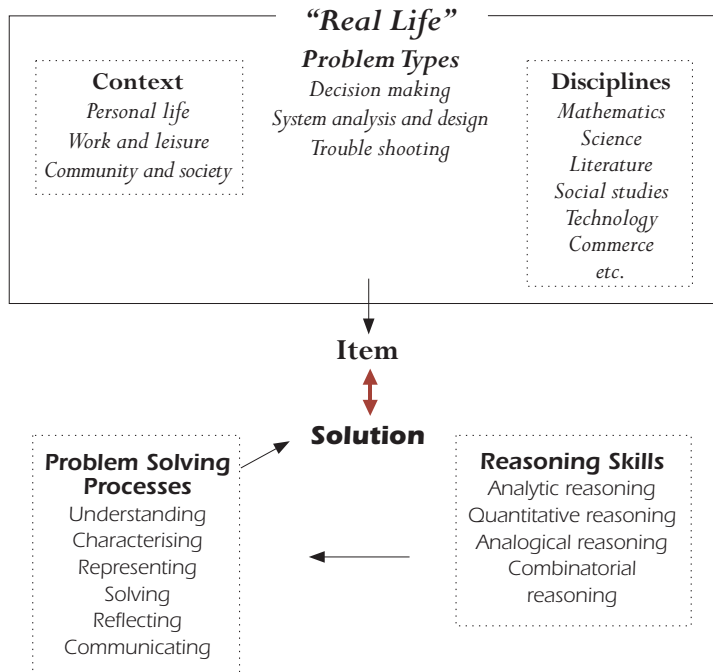 “Real Life”
Problem Types
Decision making
System analysis and design
Trouble shooting
Context
Personal life
Work and leisure
Community and society
Disciplines
Mathematics
Science
Literature
Social studies
Technology
Commerce
etc.
Item
Solution
Problem Solving
Processes
Understanding
Characterising
Representing
Solving
Reflecting
Communicating
Reasoning Skills
Analytic reasoning
Quantitative reasoning
Analogical reasoning
Combinatorial
reasoning